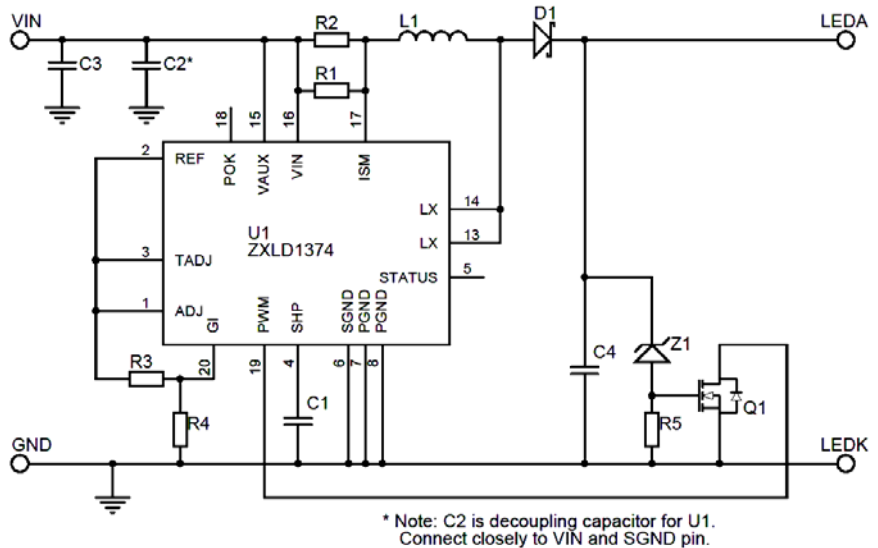 VIN
R2
L1
D1
LEDA
C3
C2*
R1
18
15
16
17
2
REF
POK
VAUX
VIN
ISM
14
LX
U1
ZXLD1374
13
LX
3
TADJ
STATUS
5
1
ADJ
GI
PWM
SHP
SGND
PGND
PGND
Z1
R3
20
19
4
6
7
8
C4
Q1
R4
C1
R5
GND
LEDK
* Note: C2 is decoupling capacitor for U1.
Connect closely to VIN and SGND pin.